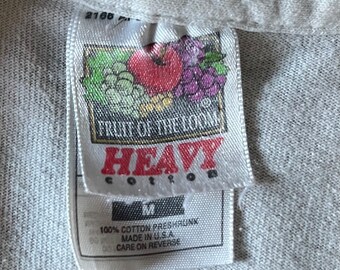 FRUIT OF THE LOOM ®
HEAVY
cotton
M
100% COTTON PRESHRUNK
MADE IN U.S.A.
CARE ON REVERSE